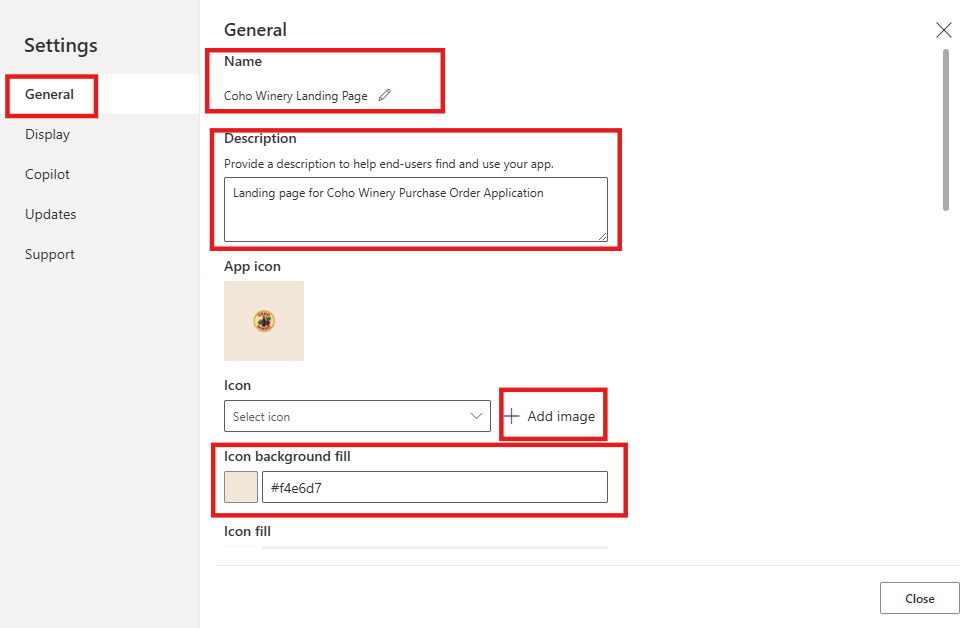 Settings
General
Display
Copilot
Updates
Support
General
Name
Coho Winery Landing Page
Description
Provide a description to help end-users find and use your app.
Landing page for Coho Winery Purchase Order Application
App icon
Icon
Select icon
Add image
Icon background fill
#f4e6d7
Icon fill
Close